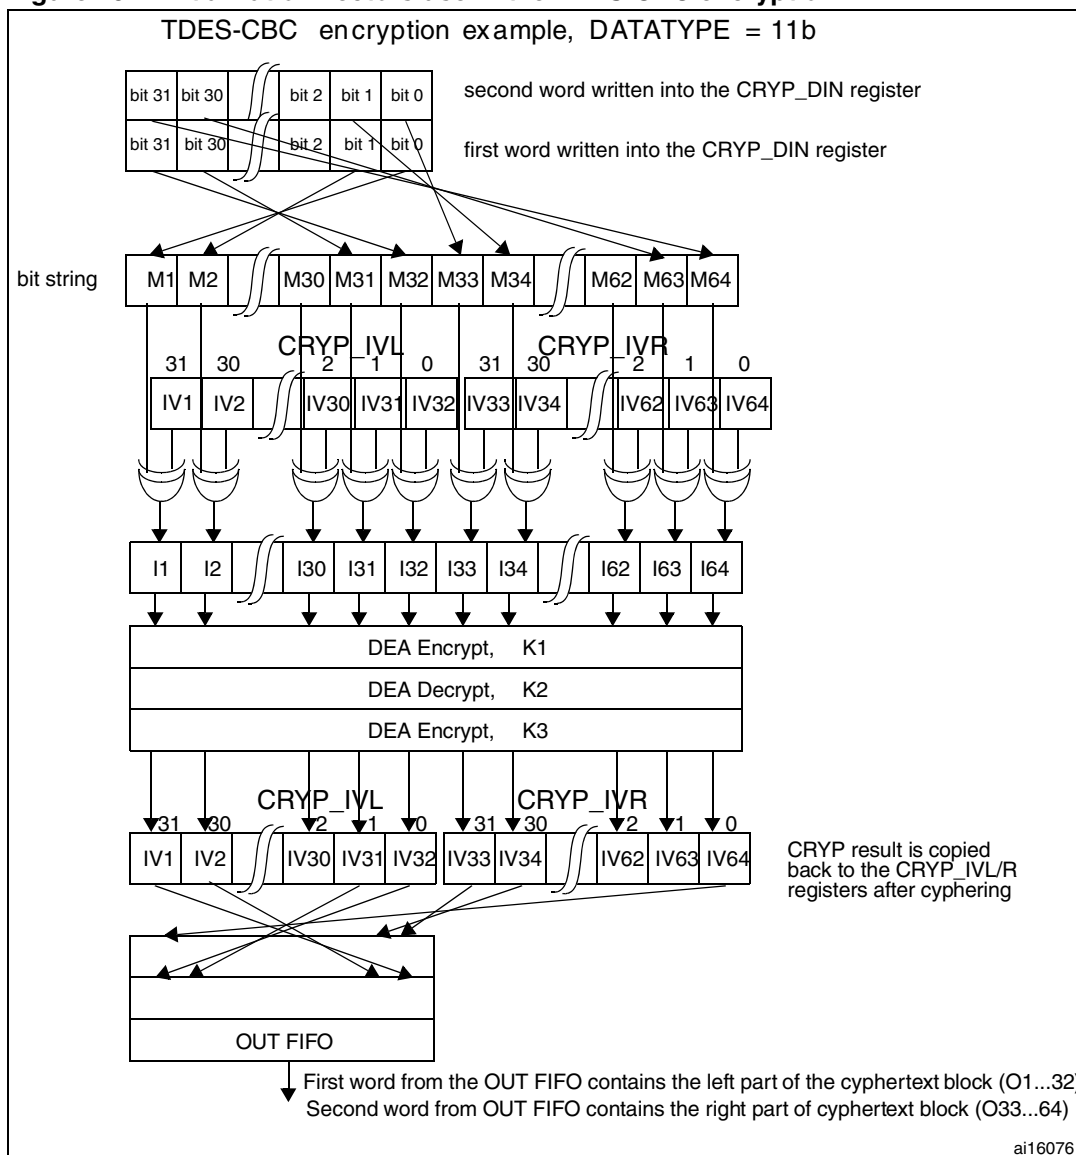 TDES-CBC encryption example, DATATYPE = 11b
bit 31 bit 30 bit 2 bit 1 bit 0
second word written into the CRYP_DIN register
bit 31 bit 30 bit 2 bit 1 bit 0
first word written into the CRYP_DIN register
bit string
M1 M2 M30 M31 M32 M33 M34 M62 M63 M64
CRYP_IVL CRYP_IVR
31 30 2 1 0 31 30 2 1 0
IV1 IV2 IV30 IV31 IV32 IV33 IV34 IV62 IV63 IV64
I1 I2 I30 I31 I32 I33 I34 I62 I63 I64
DEA Encrypt, K1
DEA Decrypt, K2
DEA Encrypt, K3
CRYP_IVL CRYP_IVR
31 30 2 1 0 31 30 2 1 0
IV1 IV2 IV30 IV31 IV32 IV33 IV34 IV62 IV63 IV64
CRYP result is copied
back to the CRYP_IVL/R
registers after cyphering
OUT FIFO
First word from the OUT FIFO contains the left part of the cyphertext block (O1...32)
Second word from OUT FIFO contains the right part of cyphertext block (O33...64)
ai16076